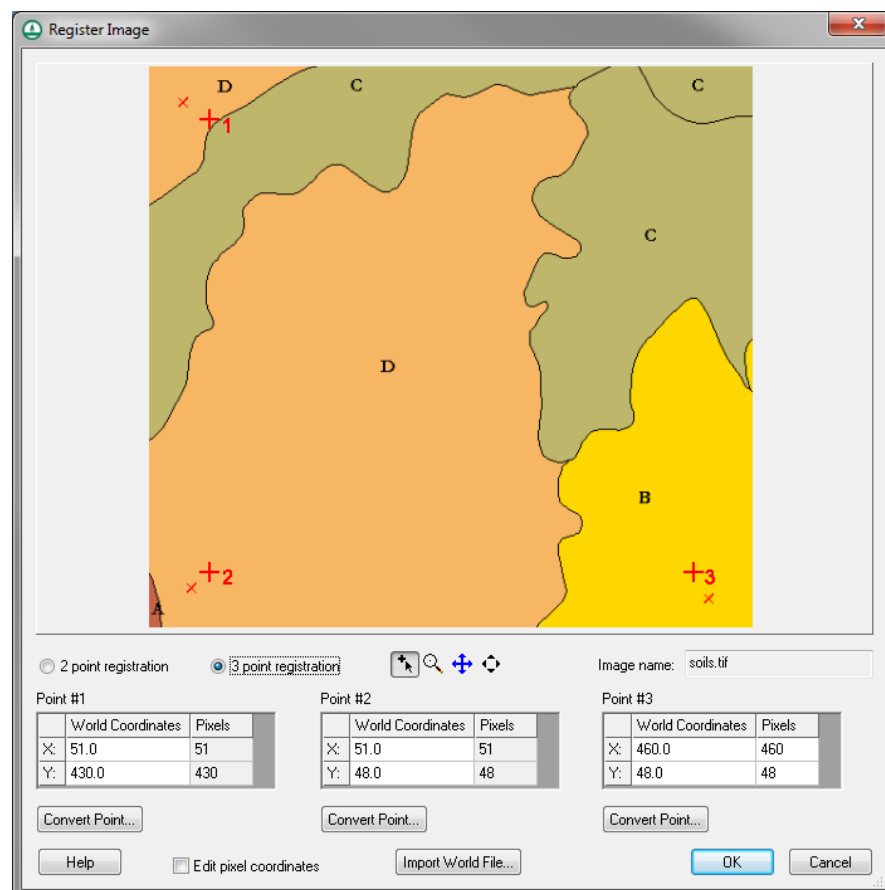 Register Image
D C C
1
C
D
B
2 3
A
2 point registration 3 point registration Image name: soils.tif
Point #1 Point #2 Point #3
World Coordinates Pixels World Coordinates Pixels World Coordinates Pixels
X: 51.0 51 X: 51.0 51 X: 460.0 460
Y: 430.0 430 Y: 48.0 48 Y: 48.0 48
Convert Point... Convert Point... Convert Point...
Help Edit pixel coordinates Import World File... OK Cancel